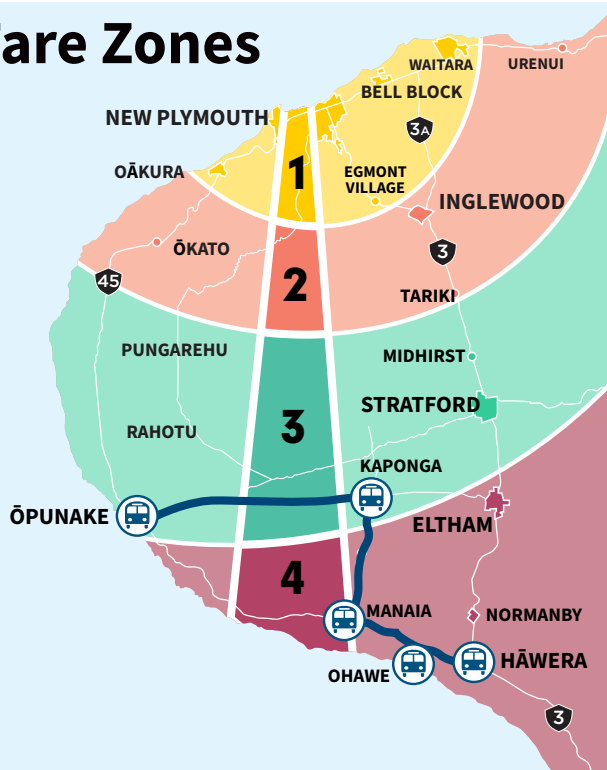 are Zones
WAITARA
URENUI
BELL BLOCK
NEW PLYMOUTH
3A
OĀKURA
1
EGMONT
VILLAGE
INGLEWOOD
ŌKATO
3
45
2
TARIKI
PUNGAREHU
MIDHIRST
STRATFORD
RAHOTU
3
KAPONGA
ŌPUNAKE
ELTHAM
4
MANAIA
NORMANBY
OHAWE
HĀWERA
3